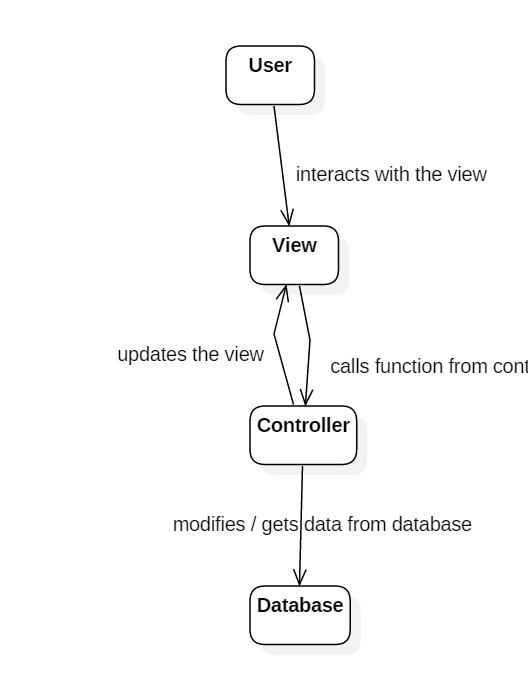 User
interacts with the view
View
updates the view
calls function from cont
Controller
modifies / gets data from database
Database